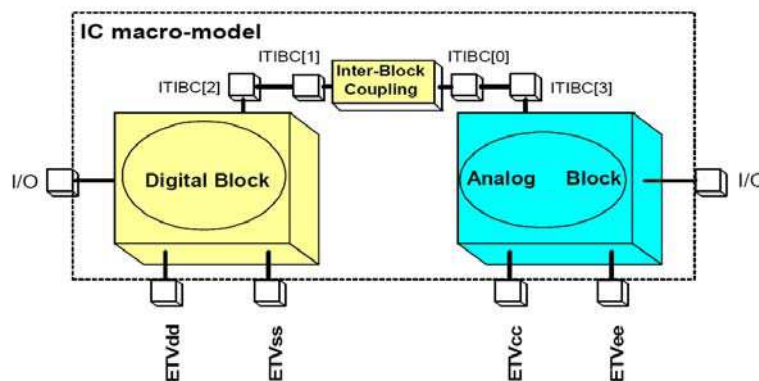 IC macro-model
ITIBC[1]
ITIBC[0]
ITIBC[2]
Inter-Block
Coupling
ITIBC[3]
I/O
Digital Block
Analog Block
I/O
ETVdd
ETVss
ETVcc
ETVee